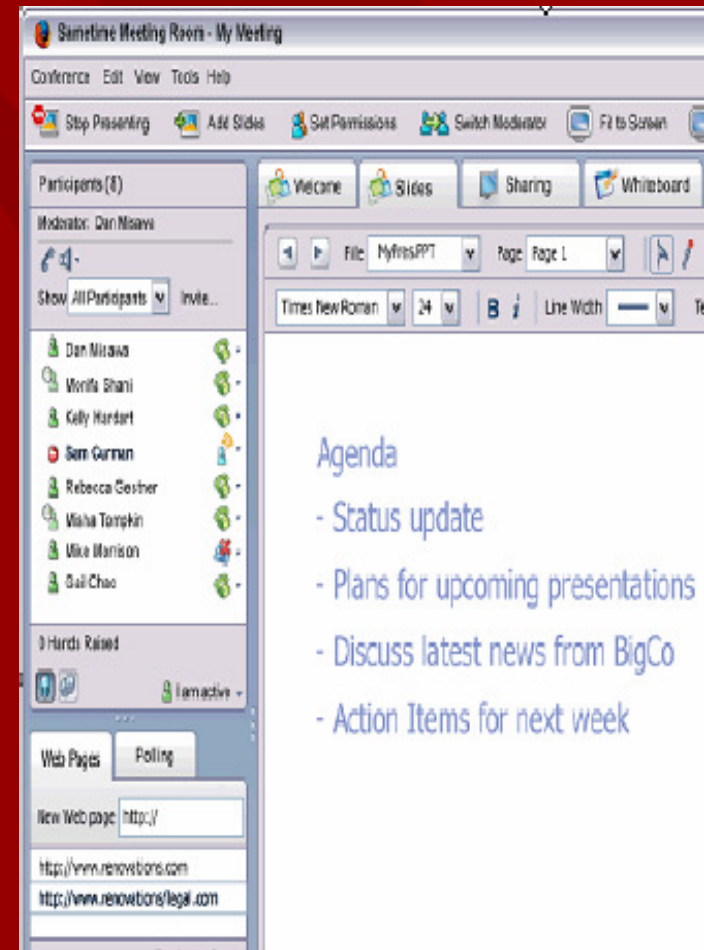 Sametime Meeting Room - My Meeting
Conference Edit View Tools Help
Stop Presenting Add Slides Set Permissions Switch Moderator Fit to Screen
Participants (8)
Welcome Slides Sharing Whiteboard
Moderator: Dan Misawa
File MyPres.PPT Page Page 1
Show All Participants Invite...
Times New Roman 24 B i Line Width
Dan Misawa
Monifa Shani
Kelly Hardart
Sam Curman
Rebecca Gestner
Misha Tompkin
Mike Morrison
Gail Chao
Agenda
- Status update
- Plans for upcoming presentations
- Discuss latest news from BigCo
- Action Items for next week
0 Hands Raised
I am active
Web Pages Polling
New Web page http://
http://www.renovations.com
http://www.renovations/legal.com